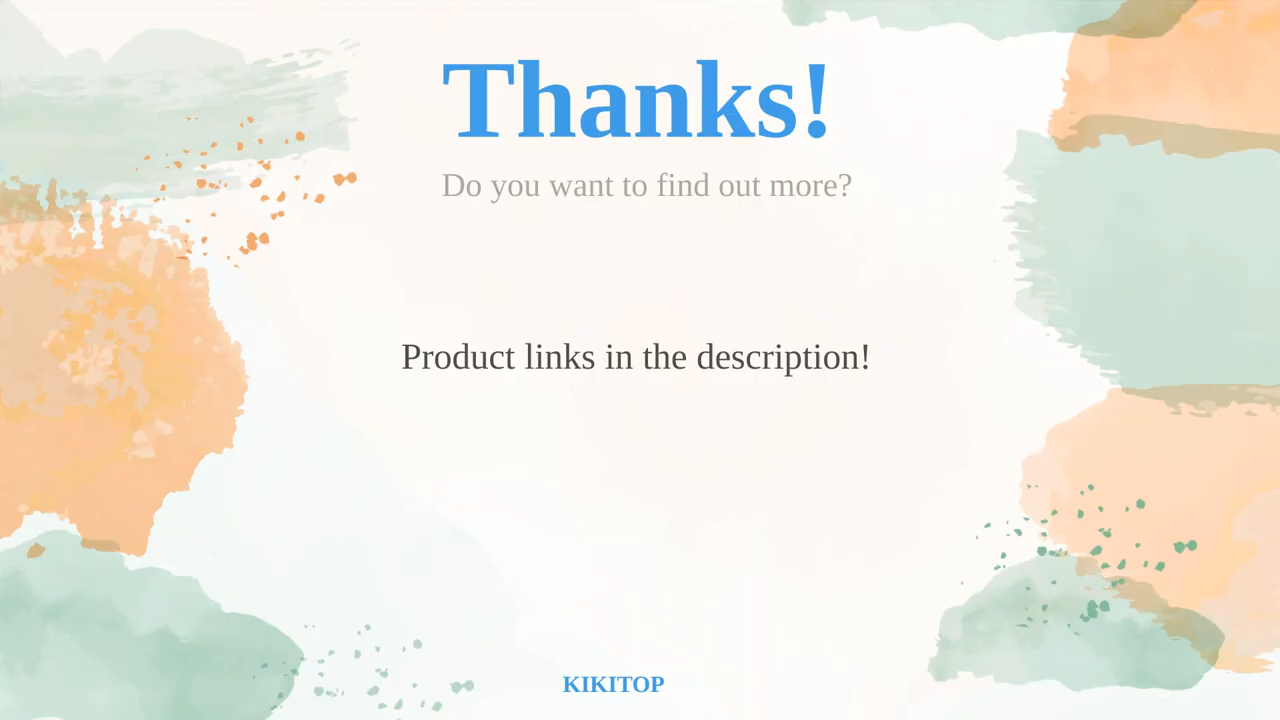 Thanks!
Do you want to find out more?
Product links in the description!
KIKITOP